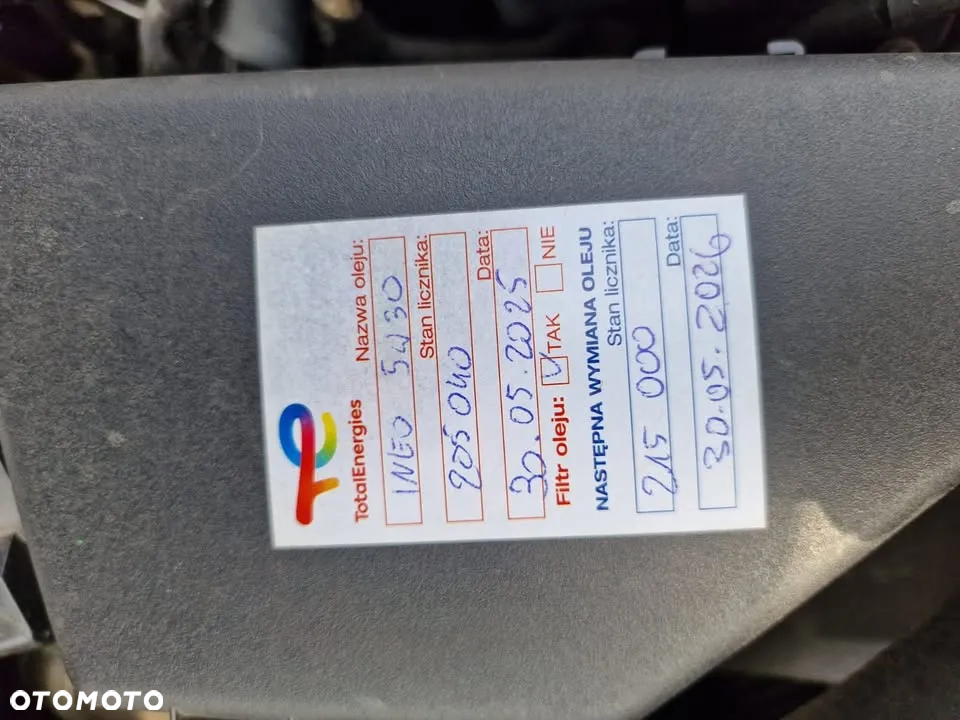 TotalEnergies
Nazwa oleju:
INEO 5W30
Stan licznika:
205 040
Data:
30.05.2025
Filtr oleju: TAK NIE
NASTĘPNA WYMIANA OLEJU
Stan licznika:
215 000
Data:
30.05.2026
OTOMOTO